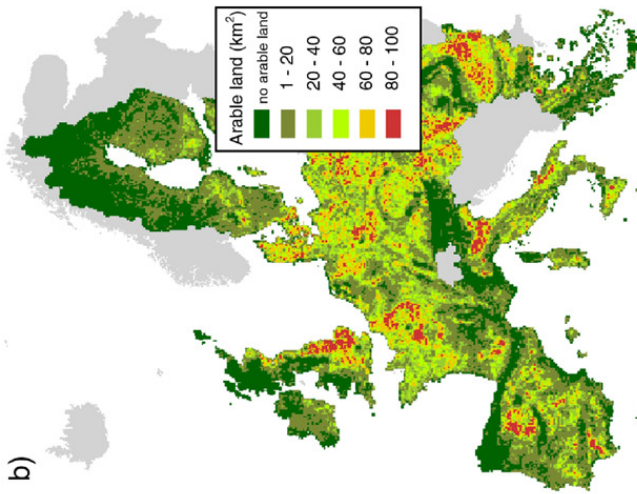 b)
Arable land (km²)
no arable land
1 - 20
20 - 40
40 - 60
60 - 80
80 - 100